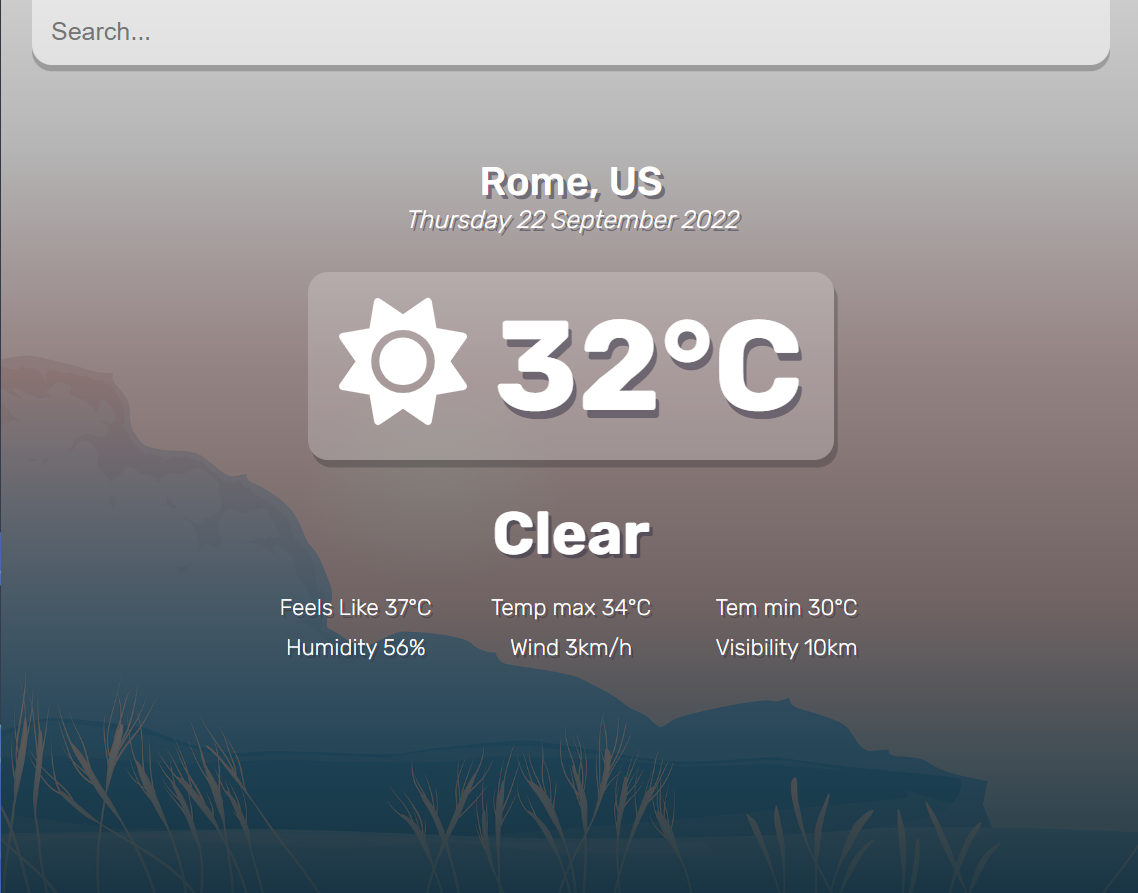 Search...
Rome, US
Thursday 22 September 2022
32°C
Clear
Feels Like 37°C Temp max 34°C Tem min 30°C
Humidity 56% Wind 3km/h Visibility 10km